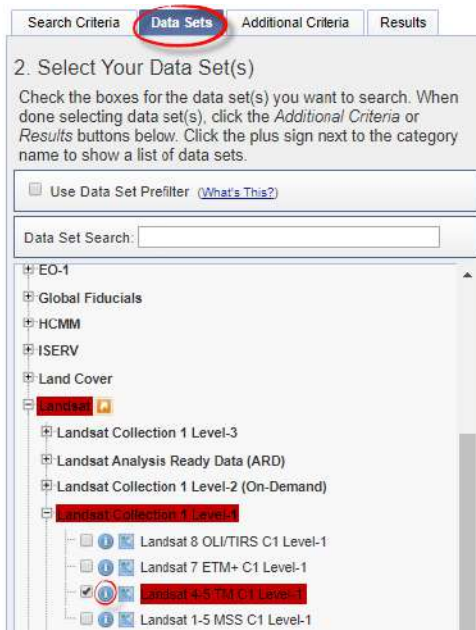 Search Criteria Data Sets Additional Criteria Results
2. Select Your Data Set(s)
Check the boxes for the data set(s) you want to search. When
done selecting data set(s), click the Additional Criteria or
Results buttons below. Click the plus sign next to the category
name to show a list of data sets.
Use Data Set Prefilter (What's This?)
Data Set Search:
EO-1
Global Fiducials
HCMM
ISERV
Land Cover
Landsat
Landsat Collection 1 Level-3
Landsat Analysis Ready Data (ARD)
Landsat Collection 1 Level-2 (On-Demand)
Landsat Collection 1 Level-1
Landsat 8 OLI/TIRS C1 Level-1
Landsat 7 ETM+ C1 Level-1
Landsat 4-5 TM C1 Level-1
Landsat 1-5 MSS C1 Level-1